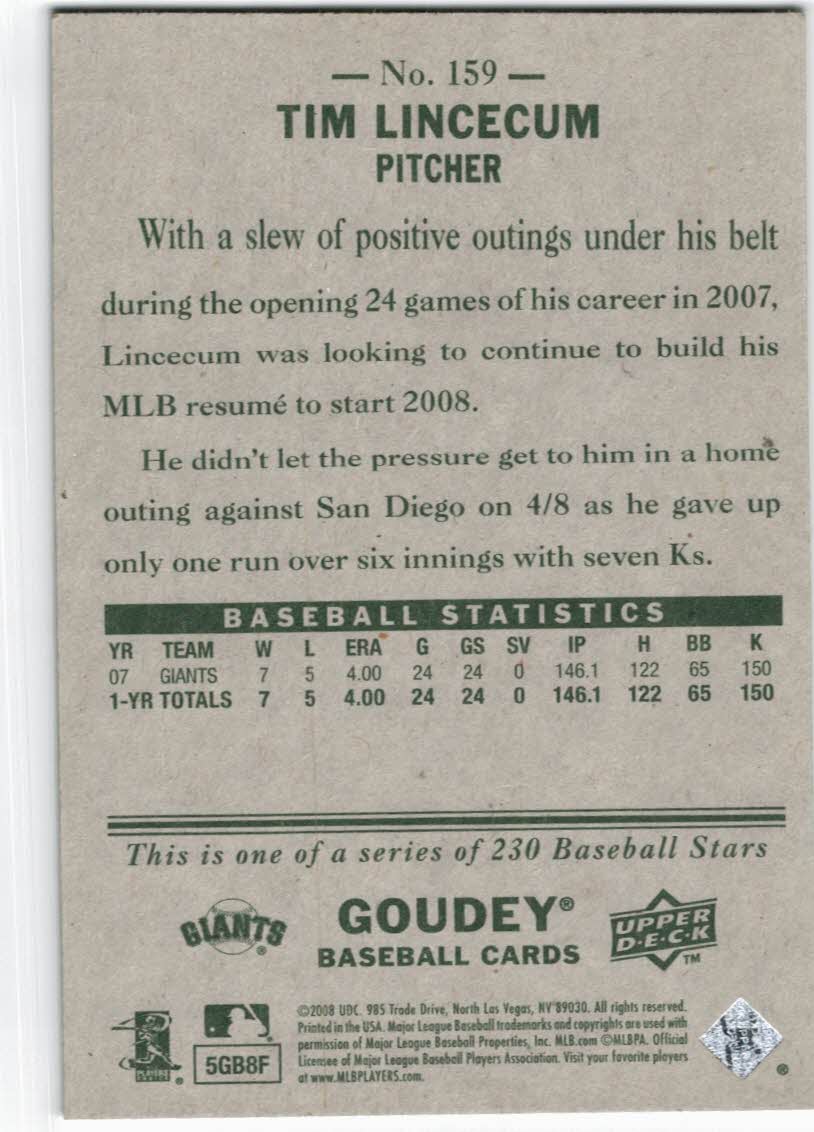 — No. 159 —
TIM LINCECUM
PITCHER
With a slew of positive outings under his belt
during the opening 24 games of his career in 2007,
Lincecum was looking to continue to build his
MLB resumé to start 2008.
He didn't let the pressure get to him in a home
outing against San Diego on 4/8 as he gave up
only one run over six innings with seven Ks.
BASEBALL STATISTICS
YR TEAM W L ERA G GS SV IP H BB K
07 GIANTS 7 5 4.00 24 24 0 146.1 122 65 150
1-YR TOTALS 7 5 4.00 24 24 0 146.1 122 65 150
This is one of a series of 230 Baseball Stars
GIANTS®
GOUDEY®
BASEBALL CARDS
UPPER
D·E·C·K
TM
©2008 UDC. 985 Trade Drive, North Las Vegas, NV 89030. All rights reserved.
Printed in the USA. Major League Baseball trademarks and copyrights are used with
permission of Major League Baseball Properties, Inc. MLB.com ©MLBPA. Official
Licensee of Major League Baseball Players Association. Visit your favorite players
at www.MLBPLAYERS.com.
PLAYERS
®
5GB8F
®